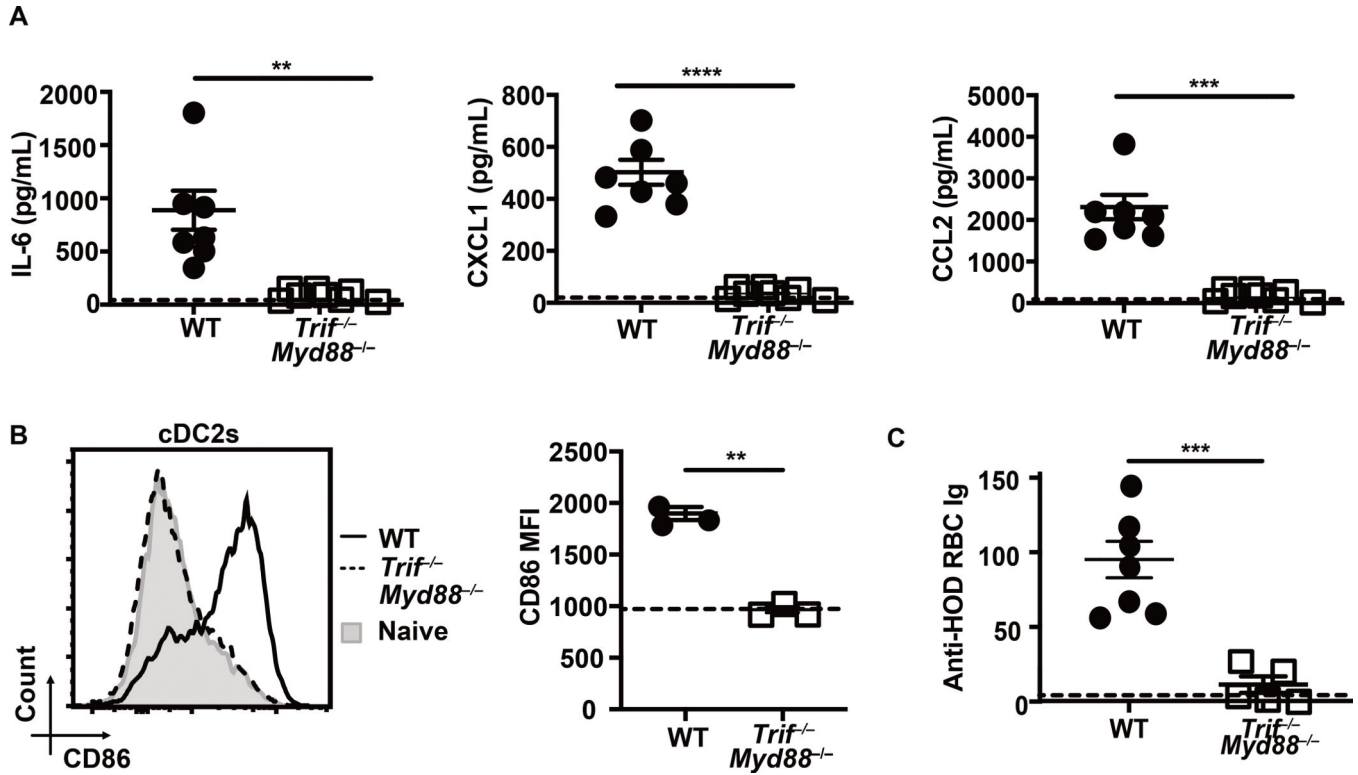 A
**
2000
1500
1000
500
0
IL-6 (pg/mL)
WT
Trif–/–
Myd88–/–
****
800
600
400
200
0
CXCL1 (pg/mL)
WT
Trif–/–
Myd88–/–
***
5000
4000
3000
2000
1000
0
CCL2 (pg/mL)
WT
Trif–/–
Myd88–/–
B
cDC2s
Count
CD86
WT
Trif–/–
Myd88–/–
Naive
**
2500
2000
1500
1000
500
0
CD86 MFI
WT
Trif–/–
Myd88–/–
C
***
150
100
50
0
Anti-HOD RBC Ig
WT
Trif–/–
Myd88–/–